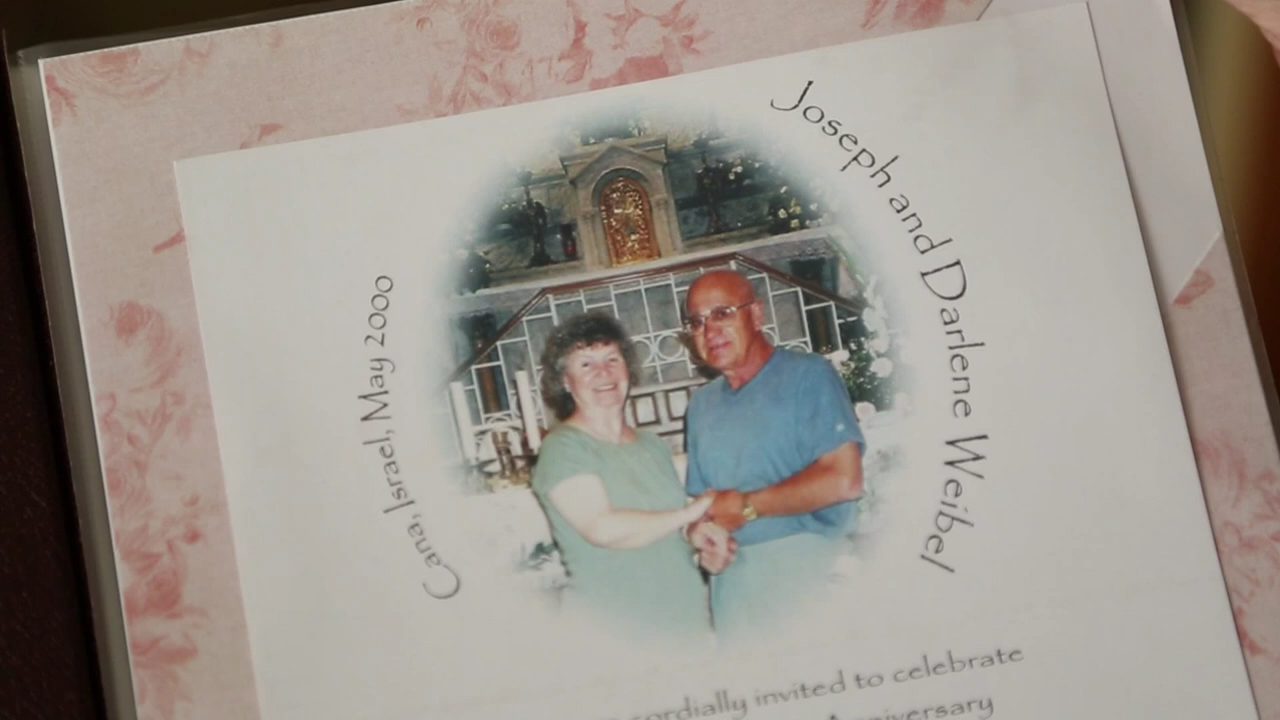 Cana, Israel, May 2000
Joseph and Darlene Weibel
cordially invited to celebrate
Anniversary